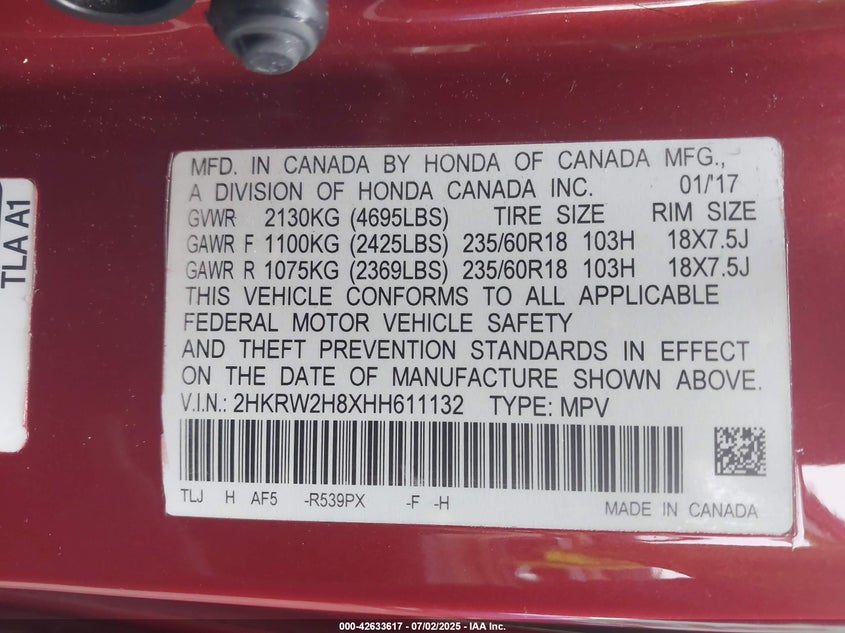 MFD. IN CANADA BY HONDA OF CANADA MFG.,
A DIVISION OF HONDA CANADA INC. 01/'17
GVWR 2130KG (4695LBS) TIRE SIZE RIM SIZE
GAWR F 1100KG (2425LBS) 235/60R18 103H 18X7.5J
GAWR R 1075KG (2369LBS) 235/60R18 103H 18X7.5J
THIS VEHICLE CONFORMS TO ALL APPLICABLE
FEDERAL MOTOR VEHICLE SAFETY
AND THEFT PREVENTION STANDARDS IN EFFECT
ON THE DATE OF MANUFACTURE SHOWN ABOVE.
V.I.N.: 2HKRW2H8XHH611132 TYPE: MPV
TLJ H AF5 -R539PX -F -H
MADE IN CANADA
TLA A1
000-42633617 - 07/02/2025 - IAA Inc.